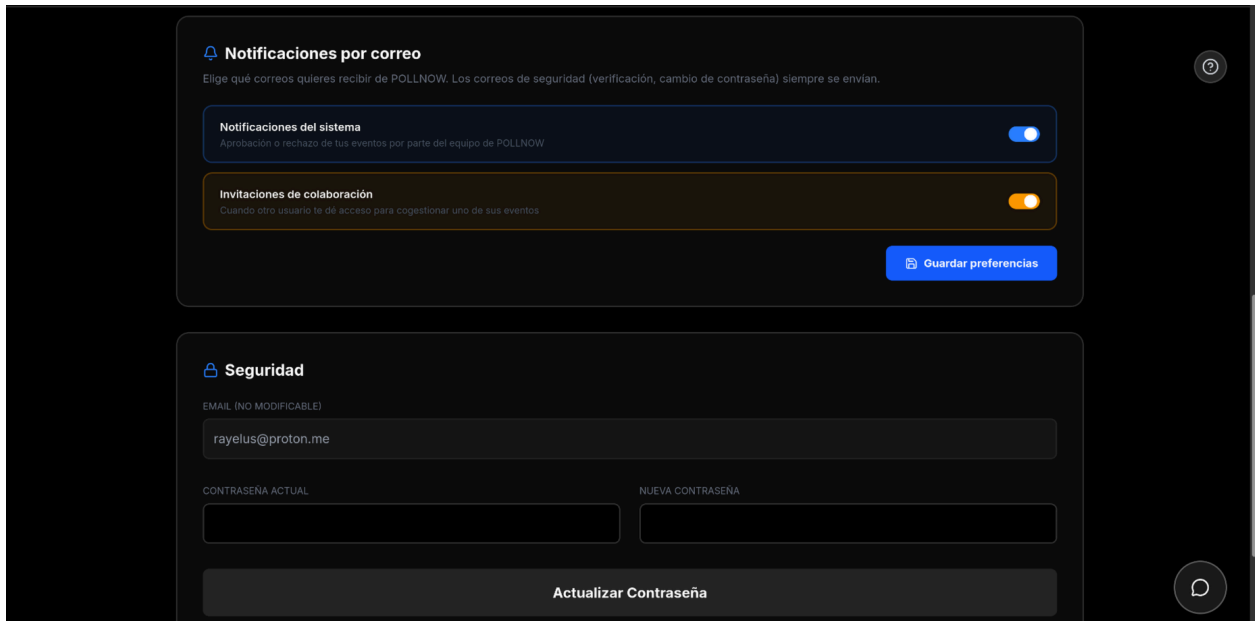 Notificaciones por correo
Elige qué correos quieres recibir de POLLNOW. Los correos de seguridad (verificación, cambio de contraseña) siempre se envían.
Notificaciones del sistema
Aprobación o rechazo de tus eventos por parte del equipo de POLLNOW
Invitaciones de colaboración
Cuando otro usuario te dé acceso para cogestionar uno de sus eventos
Guardar preferencias
Seguridad
EMAIL (NO MODIFICABLE)
rayelus@proton.me
CONTRASEÑA ACTUAL
NUEVA CONTRASEÑA
Actualizar Contraseña